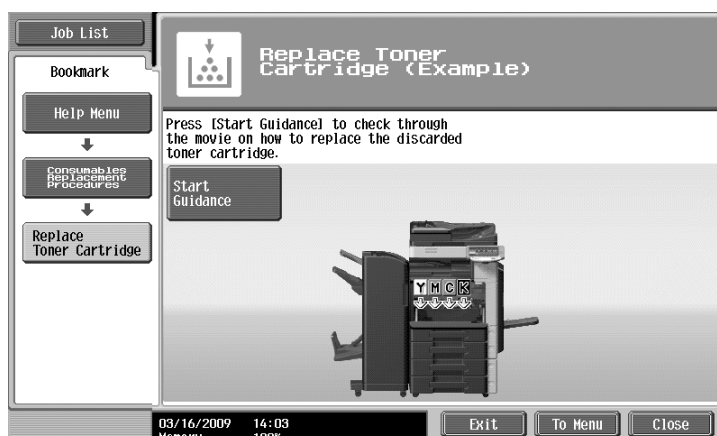 Job List
Bookmark
Help Menu
Consumables
Replacement
Procedures
Replace
Toner Cartridge
Replace Toner
Cartridge (Example)
Press [Start Guidance] to check through
the movie on how to replace the discarded
toner cartridge.
Start
Guidance
Y M C K
03/16/2009 14:03
Memory 100%
Exit
To Menu
Close